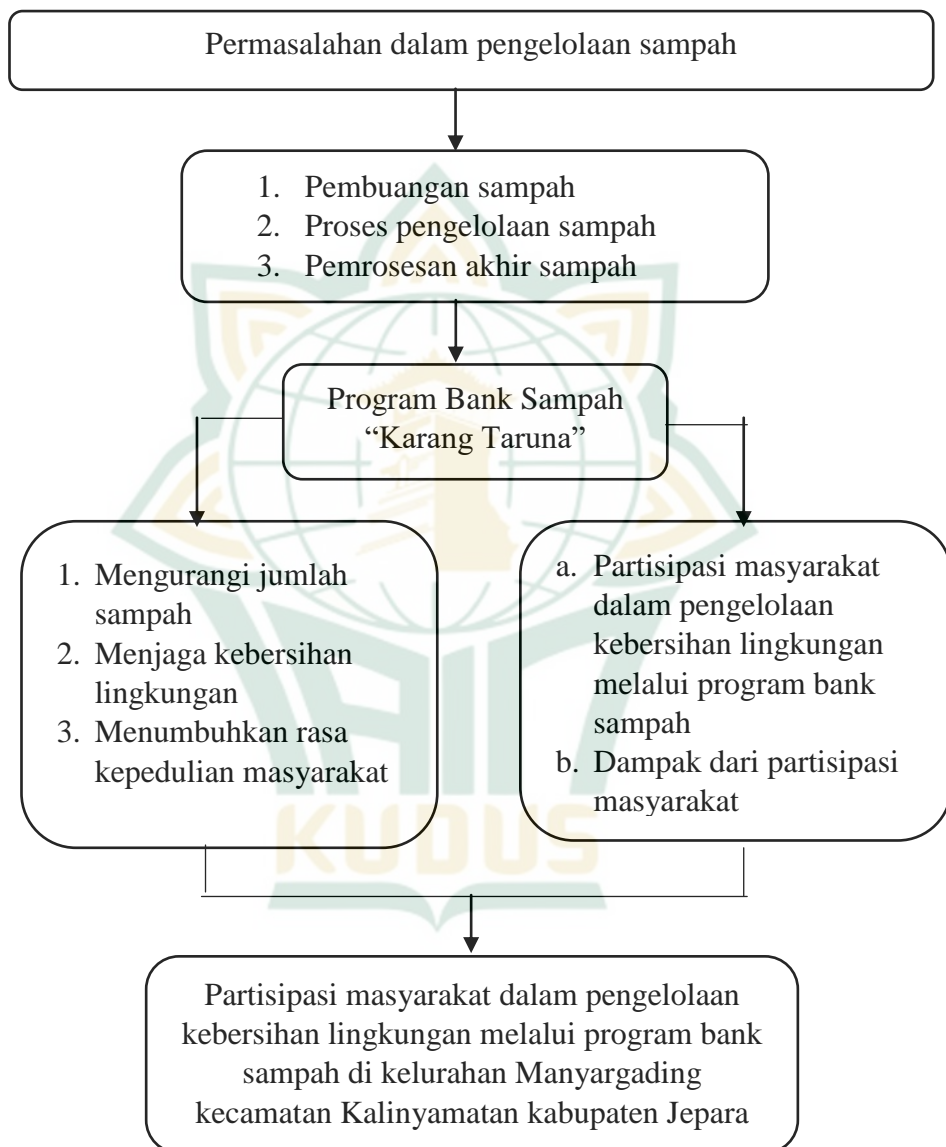 Permasalahan dalam pengelolaan sampah
1. Pembuangan sampah
2. Proses pengelolaan sampah
3. Pemrosesan akhir sampah
Program Bank Sampah
“Karang Taruna”
1. Mengurangi jumlah
sampah
2. Menjaga kebersihan
lingkungan
3. Menumbuhkan rasa
kepedulian masyarakat
a. Partisipasi masyarakat
dalam pengelolaan
kebersihan lingkungan
melalui program bank
sampah
b. Dampak dari partisipasi
masyarakat
IAIN
KUDUS
Partisipasi masyarakat dalam pengelolaan
kebersihan lingkungan melalui program bank
sampah di kelurahan Manyargading
kecamatan Kalinyamatan kabupaten Jepara